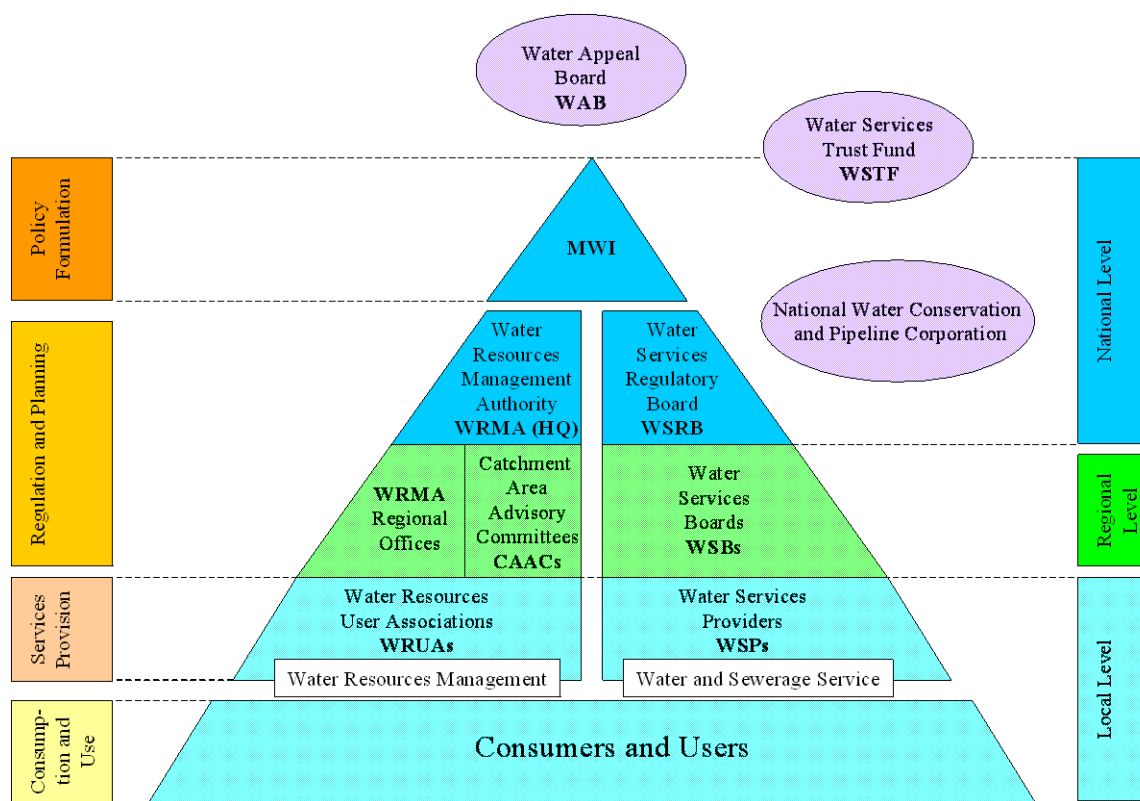 Water Appeal
Board
WAB
Water Services
Trust Fund
WSTF
Policy
Formulation
MWI
National Water Conservation
and Pipeline Corporation
National Level
Regulation and Planning
Water
Resources
Management
Authority
WRMA (HQ)
Water
Services
Regulatory
Board
WSRB
WRMA
Regional
Offices
Catchment
Area
Advisory
Committees
CAACs
Water
Services
Boards
WSBs
Regional
Level
Services
Provision
Water Resources
User Associations
WRUAs
Water Services
Providers
WSPs
Water Resources Management
Water and Sewerage Service
Local Level
Consump-
tion and
Use
Consumers and Users